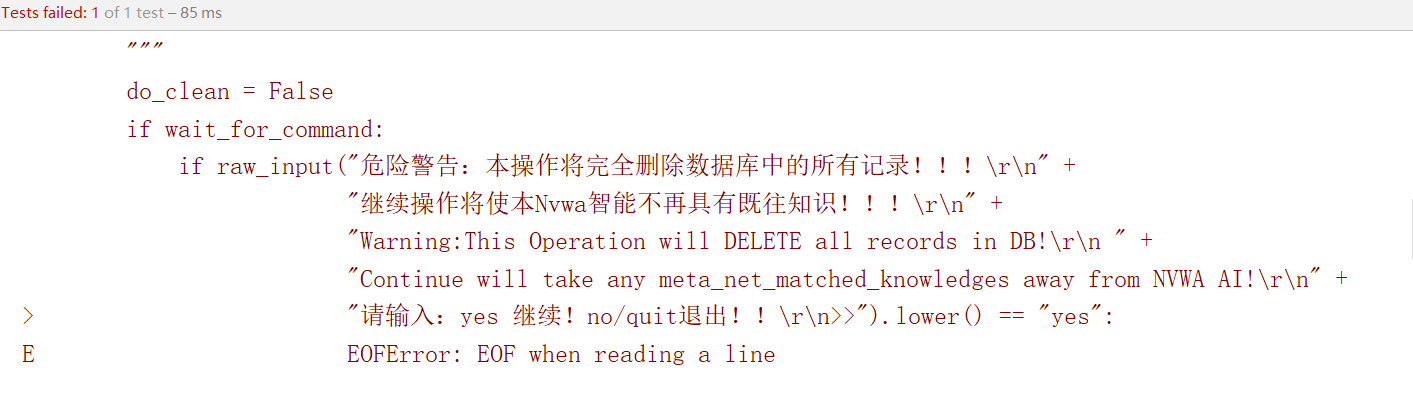 Tests failed: 1 of 1 test – 85 ms
"""
do_clean = False
if wait_for_command:
if raw_input("危险警告：本操作将完全删除数据库中的所有记录！！！\r\n" +
"继续操作将使本Nvwa智能不再具有既往知识！！！\r\n" +
"Warning:This Operation will DELETE all records in DB!\r\n " +
"Continue will take any meta_net_matched_knowledges away from NVWA AI!\r\n" +
> "请输入：yes 继续！no/quit退出！！\r\n>>").lower() == "yes":
E EOFError: EOF when reading a line